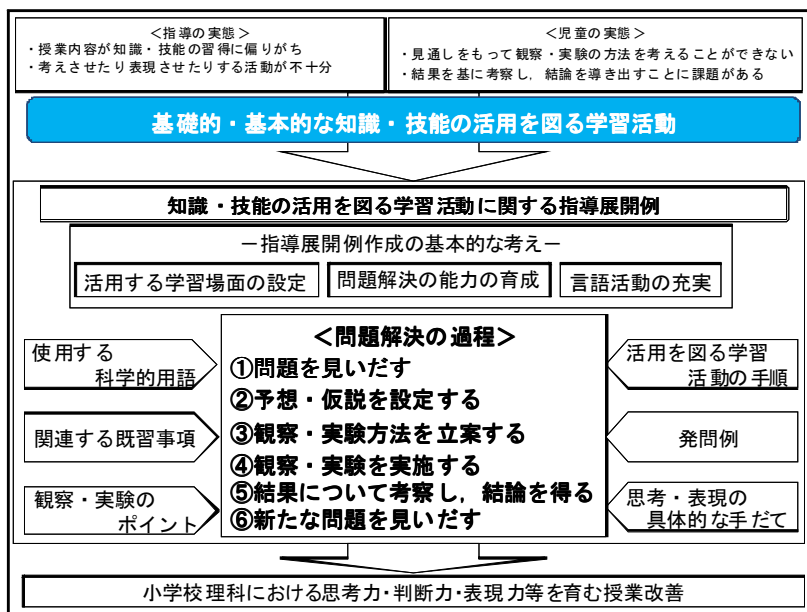 ＜指導の実態＞
・授業内容が知識・技能の習得に偏りがち
・考えさせたり表現させたりする活動が不十分
＜児童の実態＞
・見通しをもって観察・実験の方法を考えることができない
・結果を基に考察し，結論を導き出すことに課題がある
基礎的・基本的な知識・技能の活用を図る学習活動
知識・技能の活用を図る学習活動に関する指導展開例
－指導展開例作成の基本的な考え－
活用する学習場面の設定
問題解決の能力の育成
言語活動の充実
使用する
科学的用語
関連する既習事項
観察・実験の
ポイント
＜問題解決の過程＞
①問題を見いだす
②予想・仮説を設定する
③観察・実験方法を立案する
④観察・実験を実施する
⑤結果について考察し，結論を得る
⑥新たな問題を見いだす
活用を図る学習
活動の手順
発問例
思考・表現の
具体的な手だて
小学校理科における思考力・判断力・表現力等を育む授業改善